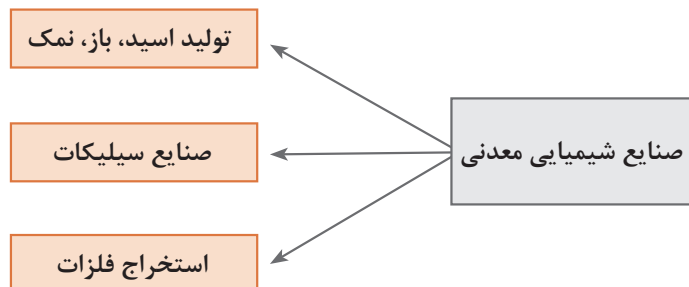 صنایع شیمیایی معدنی
تولید اسید، باز، نمک
صنایع سیلیکات
استخراج فلزات